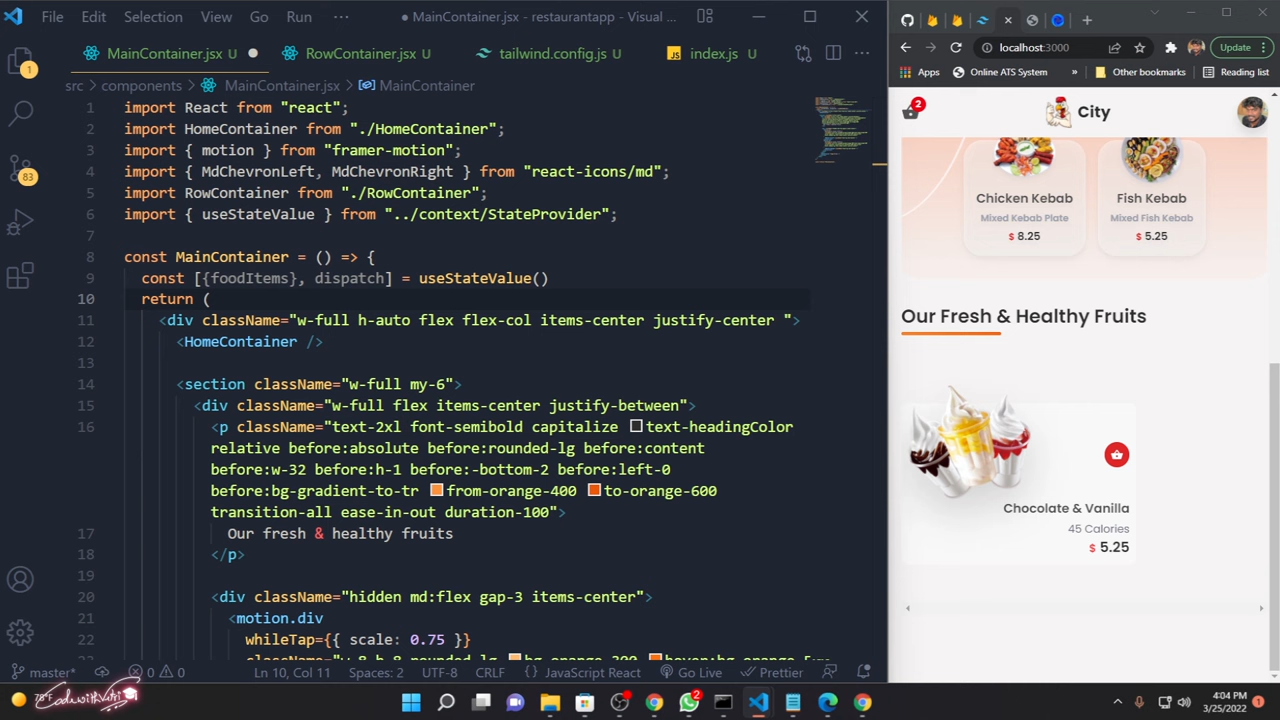 File Edit Selection View Go Run ··· ● MainContainer.jsx - restaurantapp - Visual ...
MainContainer.jsx U ● RowContainer.jsx U tailwind.config.js U JS index.js U ···
src > components > MainContainer.jsx > MainContainer
1 import React from "react";
2 import HomeContainer from "./HomeContainer";
3 import { motion } from "framer-motion";
4 import { MdChevronLeft, MdChevronRight } from "react-icons/md";
5 import RowContainer from "./RowContainer";
6 import { useStateValue } from "../context/StateProvider";
7
8 const MainContainer = () => {
9 const [{foodItems}, dispatch] = useStateValue()
10 return (
11 <div className="w-full h-auto flex flex-col items-center justify-center ">
12 <HomeContainer />
13
14 <section className="w-full my-6">
15 <div className="w-full flex items-center justify-between">
16 <p className="text-2xl font-semibold capitalize text-headingColor
relative before:absolute before:rounded-lg before:content
before:w-32 before:h-1 before:-bottom-2 before:left-0
before:bg-gradient-to-tr from-orange-400 to-orange-600
transition-all ease-in-out duration-100">
17 Our fresh & healthy fruits
18 </p>
19
20 <div className="hidden md:flex gap-3 items-center">
21 <motion.div
22 whileTap={{ scale: 0.75 }}
1
83
master* 0 0 Ln 10, Col 11 Spaces: 2 UTF-8 CRLF {} JavaScript React Go Live Prettier
localhost:3000 Update
Apps Online ATS System » Other bookmarks Reading list
2 City
Chicken Kebab Fish Kebab
Mixed Kebab Plate Mixed Fish Kebab
$ 8.25 $ 5.25
Our Fresh & Healthy Fruits
Chocolate & Vanilla
45 Calories
$ 5.25
2
4:04 PM
3/25/2022
1